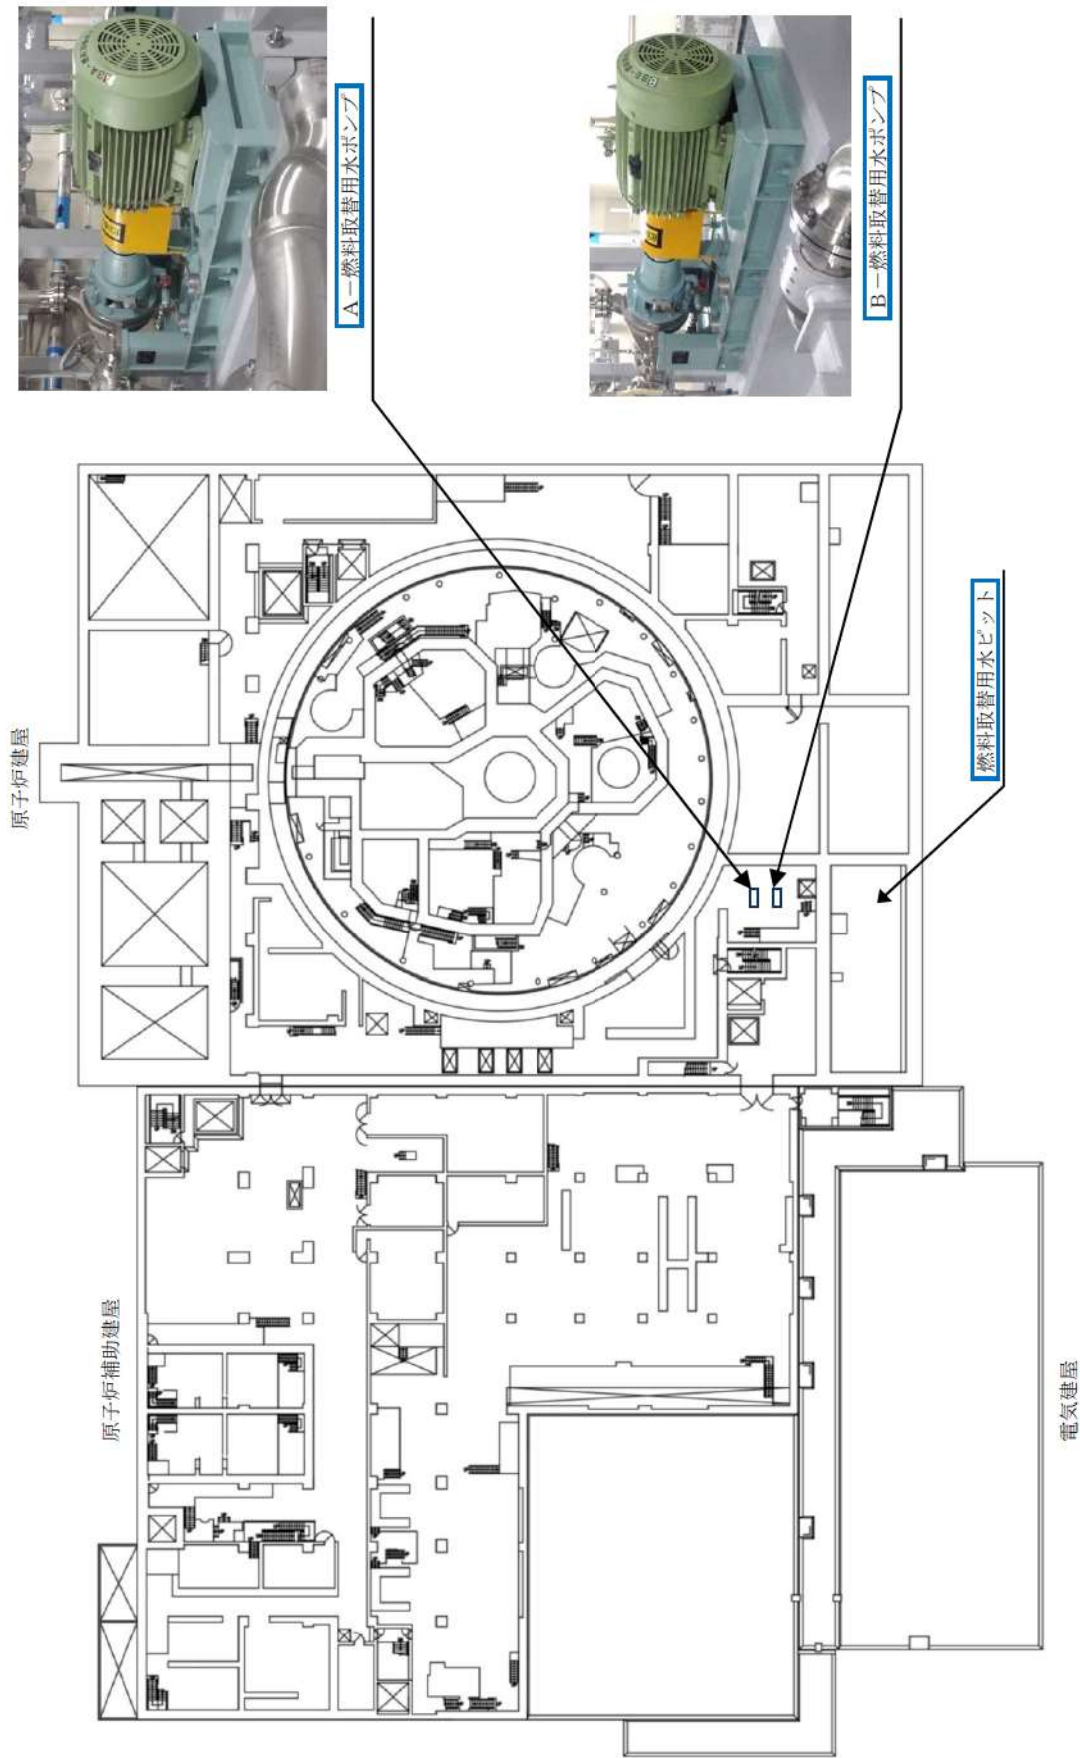 A－燃料取替用水ポンプ
B－燃料取替用水ポンプ
燃料取替用水ピット
原子炉建屋
原子炉補助建屋
電気建屋